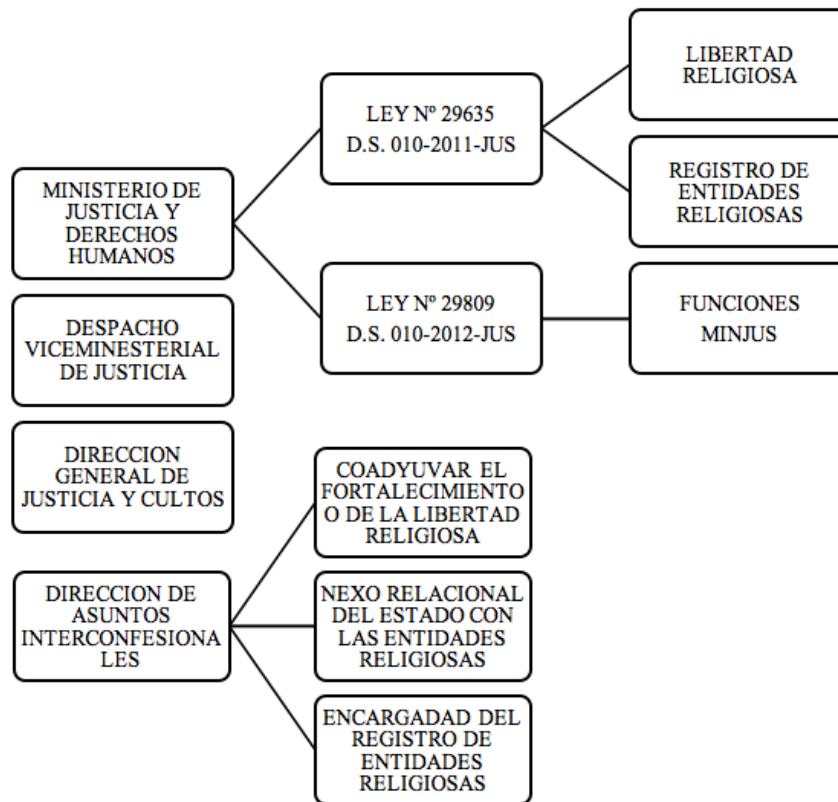 LIBERTAD
RELIGIOSA
LEY Nº 29635
D.S. 010-2011-JUS
REGISTRO DE
ENTIDADES
RELIGIOSAS
MINISTERIO DE
JUSTICIA Y
DERECHOS
HUMANOS
LEY Nº 29809
D.S. 010-2012-JUS
FUNCIONES
MINJUS
DESPACHO
VICEMINESTERIAL
DE JUSTICIA
DIRECCION
GENERAL DE
JUSTICIA Y CULTOS
COADYUVAR EL
FORTALECIMIENTO
O DE LA LIBERTAD
RELIGIOSA
DIRECCION DE
ASUNTOS
INTERCONFESIONA
LES
NEXO RELACIONAL
DEL ESTADO CON
LAS ENTIDADES
RELIGIOSAS
ENCARGADAD DEL
REGISTRO DE
ENTIDADES
RELIGIOSAS